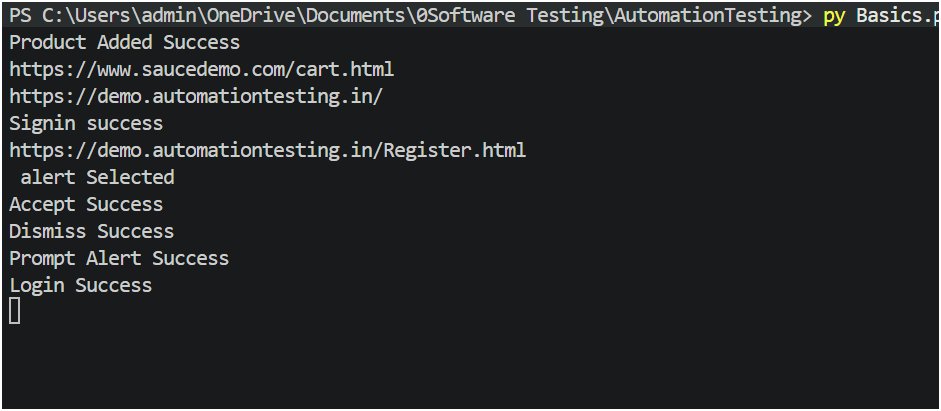 PS C:\Users\admin\OneDrive\Documents\0Software Testing\AutomationTesting> py Basics.p
Product Added Success
https://www.saucedemo.com/cart.html
https://demo.automationtesting.in/
Signin success
https://demo.automationtesting.in/Register.html
 alert Selected
Accept Success
Dismiss Success
Prompt Alert Success
Login Success